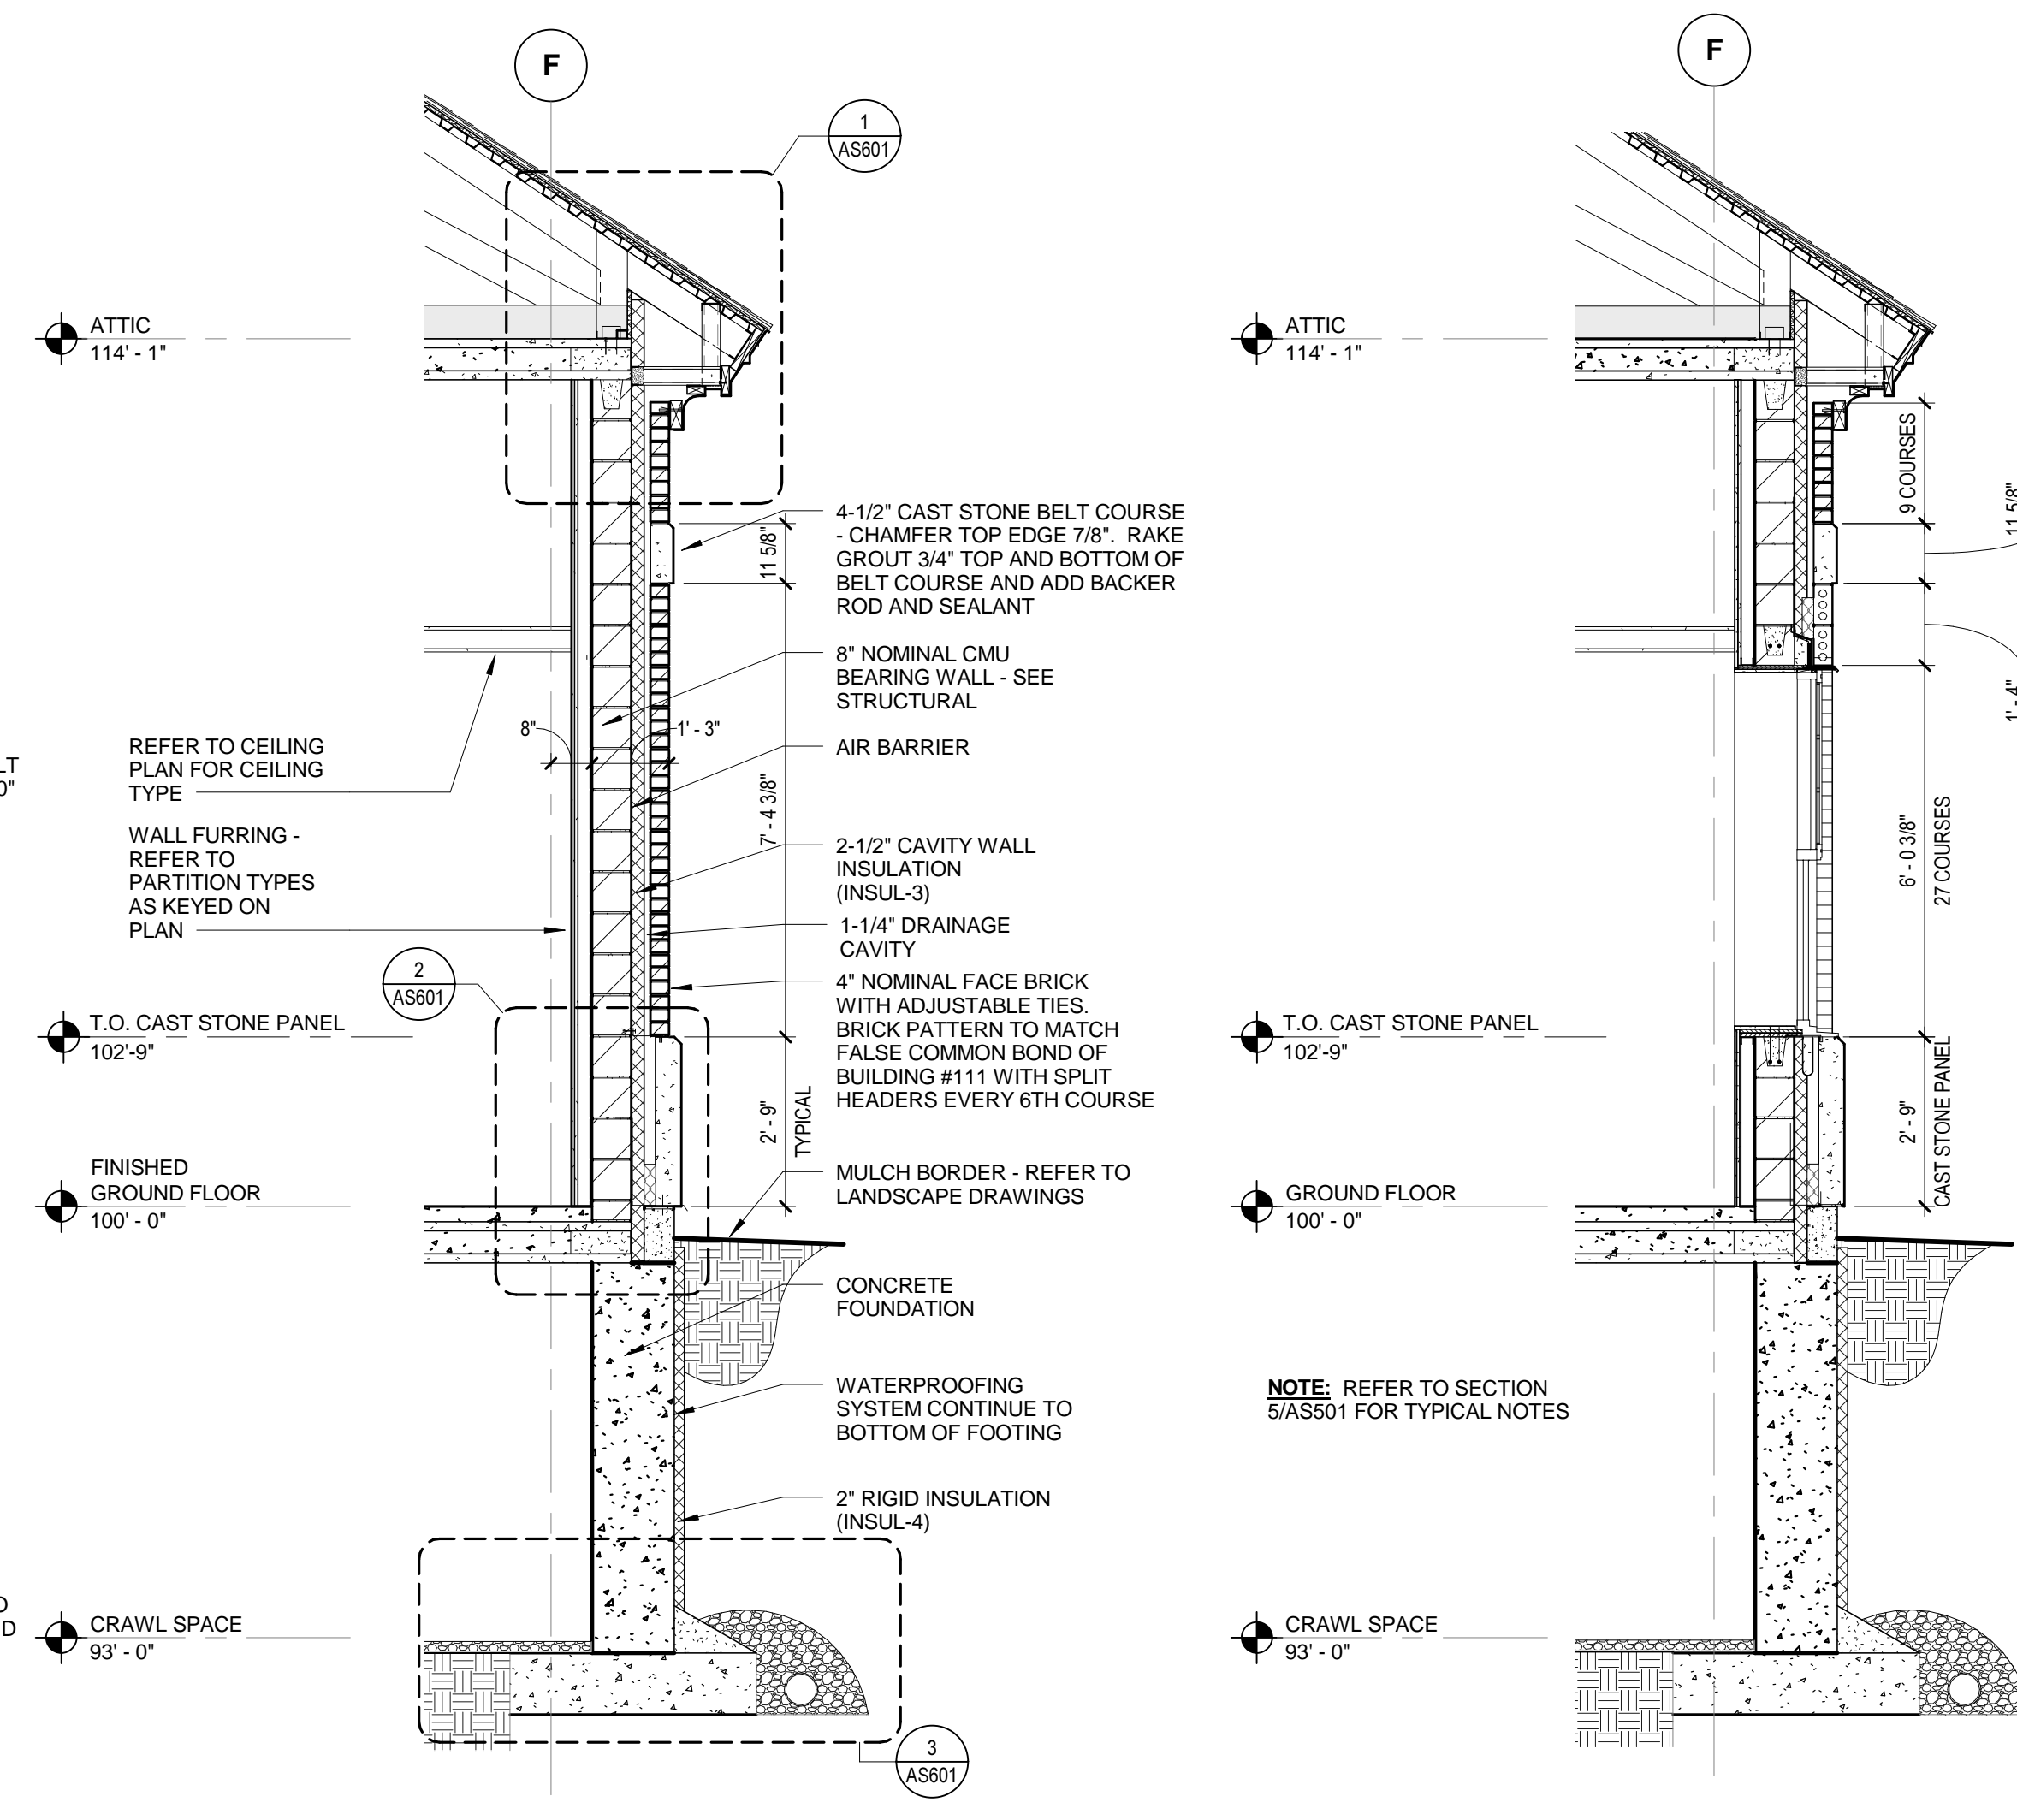 F
1
AS601
ATTIC
114' - 1"
4-1/2" CAST STONE BELT COURSE
- CHAMFER TOP EDGE 7/8". RAKE
GROUT 3/4" TOP AND BOTTOM OF
BELT COURSE AND ADD BACKER
ROD AND SEALANT
11 5/8"
8" NOMINAL CMU
BEARING WALL - SEE
STRUCTURAL
8"
1' - 3"
AIR BARRIER
REFER TO CEILING
PLAN FOR CEILING
TYPE
LT
0"
7' - 4 3/8"
WALL FURRING -
REFER TO
PARTITION TYPES
AS KEYED ON
PLAN
2-1/2" CAVITY WALL
INSULATION
(INSUL-3)
1-1/4" DRAINAGE
CAVITY
2
AS601
4" NOMINAL FACE BRICK
WITH ADJUSTABLE TIES.
BRICK PATTERN TO MATCH
FALSE COMMON BOND OF
BUILDING #111 WITH SPLIT
HEADERS EVERY 6TH COURSE
T.O. CAST STONE PANEL
102'-9"
2' - 9"
TYPICAL
MULCH BORDER - REFER TO
LANDSCAPE DRAWINGS
FINISHED
GROUND FLOOR
100' - 0"
CONCRETE
FOUNDATION
WATERPROOFING
SYSTEM CONTINUE TO
BOTTOM OF FOOTING
2" RIGID INSULATION
(INSUL-4)
D
CRAWL SPACE
93' - 0"
3
AS601
F
ATTIC
114' - 1"
9 COURSES
11 5/8"
1' - 4"
6' - 0 3/8"
27 COURSES
T.O. CAST STONE PANEL
102'-9"
2' - 9"
CAST STONE PANEL
GROUND FLOOR
100' - 0"
NOTE: REFER TO SECTION
5/AS501 FOR TYPICAL NOTES
CRAWL SPACE
93' - 0"